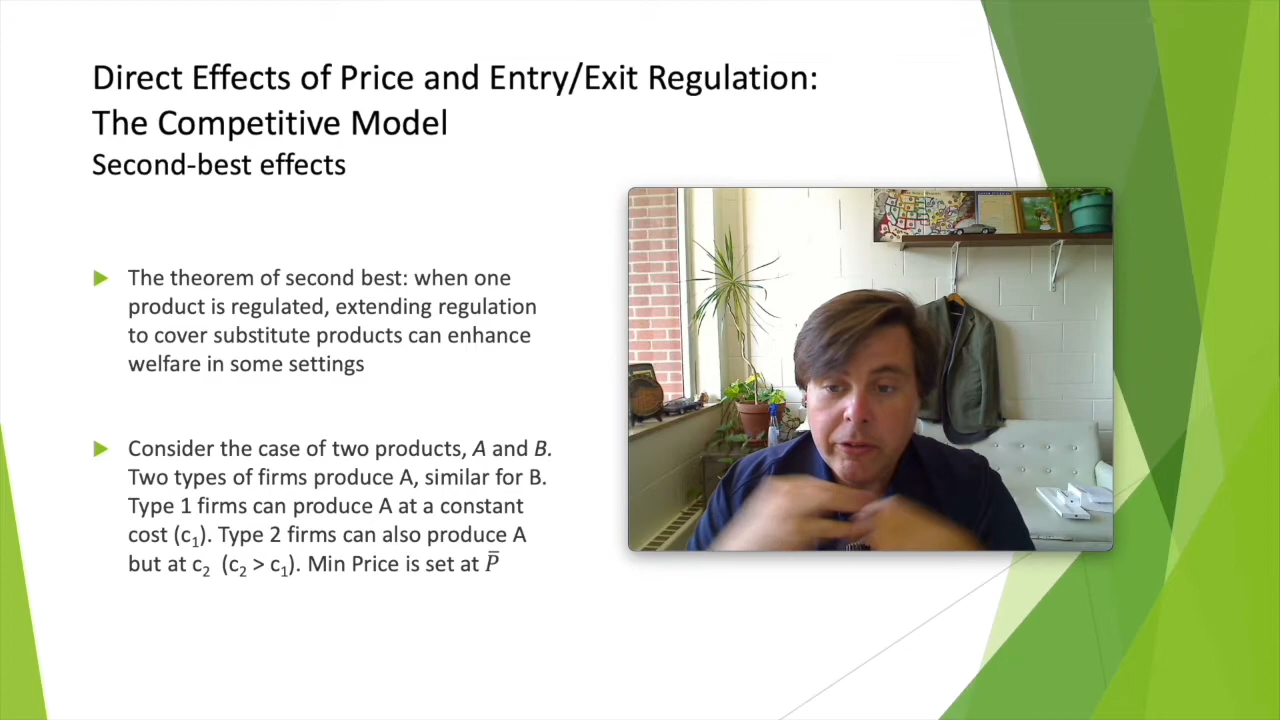 Direct Effects of Price and Entry/Exit Regulation:
The Competitive Model
Second-best effects
The theorem of second best: when one
product is regulated, extending regulation
to cover substitute products can enhance
welfare in some settings
Consider the case of two products, A and B.
Two types of firms produce A, similar for B.
Type 1 firms can produce A at a constant
cost (c₁). Type 2 firms can also produce A
but at c₂ (c₂ > c₁). Min Price is set at P̄